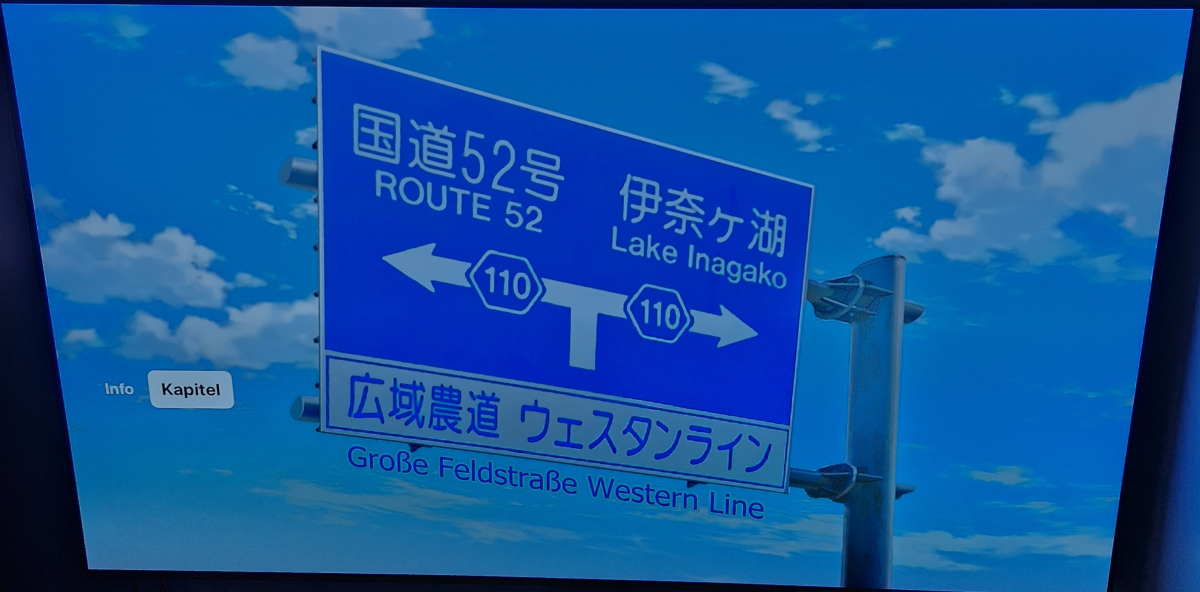 国道52号
ROUTE 52
伊奈ケ湖
Lake Inagako
110
110
広域農道 ウェスタンライン
Große Feldstraße Western Line
Info
Kapitel